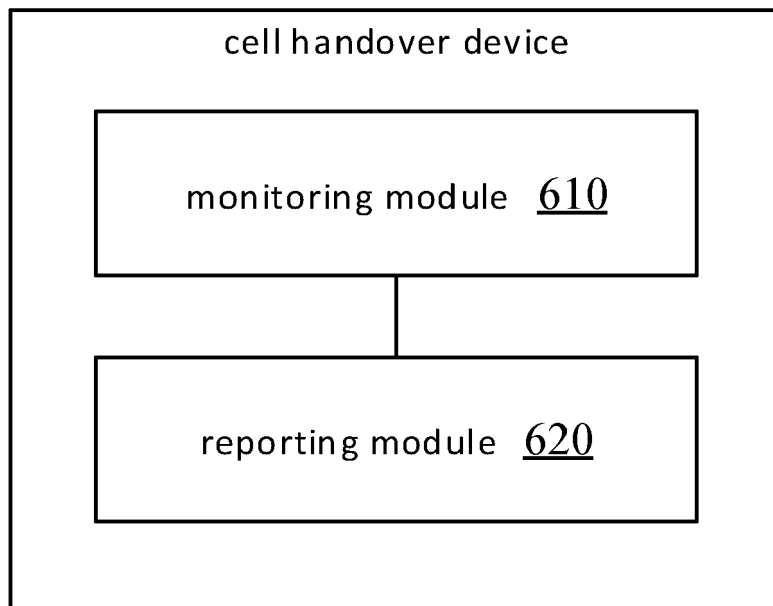 cell handover device
monitoring module 610
reporting module 620